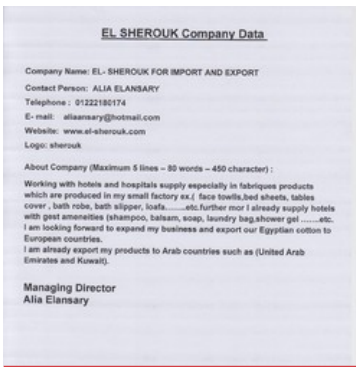 EL SHEROUK Company Data
Company Name: EL- SHEROUK FOR IMPORT AND EXPORT
Contact Person: ALIA ELANSARY
Telephone : 01222180174
E- mail: aliaansary@hotmail.com
Website: www.el-sherouk.com
Logo: sherouk
About Company (Maximum 5 lines – 80 words – 450 character) :
Working with hotels and hospitals supply especially in fabriques products
which are produced in my small factory ex.( face towlls,bed sheets, tables
cover , bath robe, bath slipper, loafa........etc.further mor I already supply hotels
with gest ameneities (shampoo, balsam, soap, laundry bag,shower gel ......etc.
I am looking forward to expand my business and export our Egyptian cotton to
European countries.
I am already export my products to Arab countries such as (United Arab
Emirates and Kuwait).
Managing Director
Alia Elansary